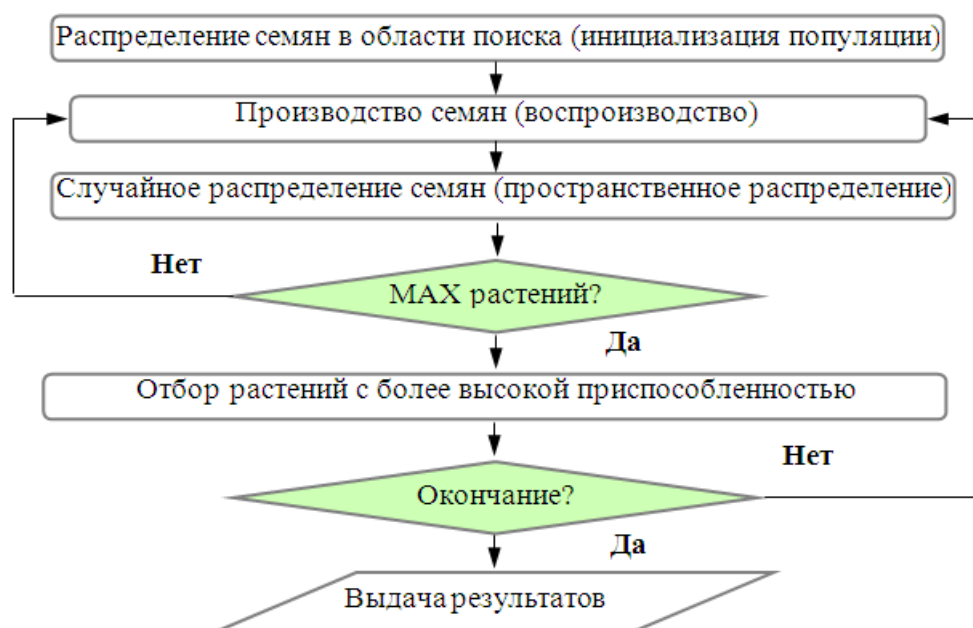 Распределение семян в области поиска (инициализация популяции)
Производство семян (воспроизводство)
Случайное распределение семян (пространственное распределение)
Нет
MAX растений?
Да
Отбор растений с более высокой приспособленностью
Нет
Окончание?
Да
Выдача результатов